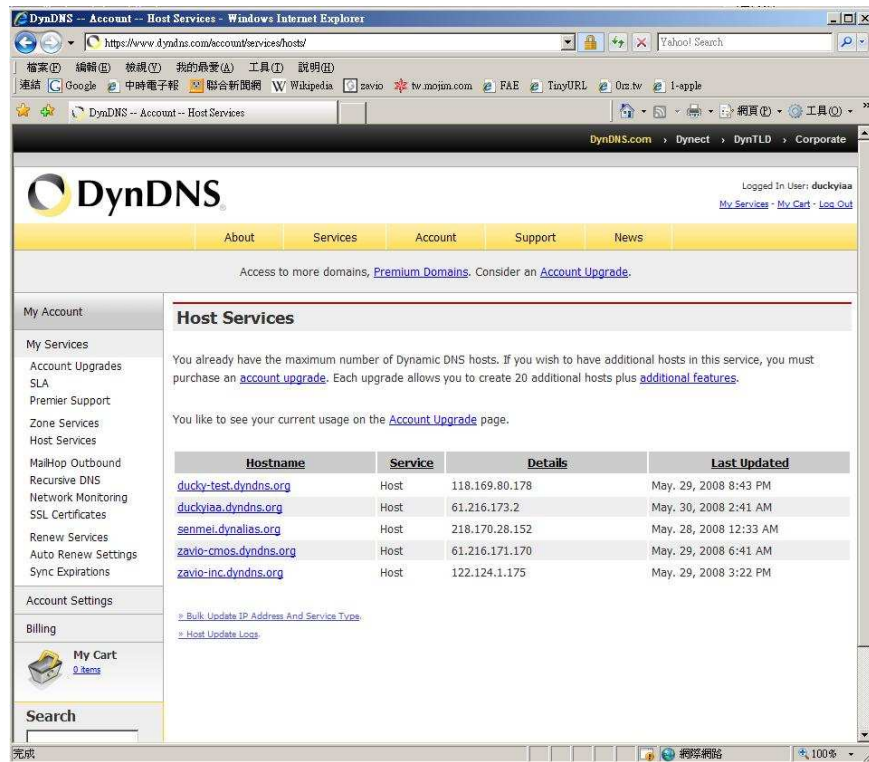 DynDNS -- Account -- Host Services - Windows Internet Explorer
https://www.dyndns.com/account/services/hosts/
Yahoo! Search
檔案(F) 編輯(E) 檢視(V) 我的最愛(A) 工具(T) 說明(H)
連結 Google 中時電子報 聯合新聞網 Wikipedia zavio tw.mojim.com FAE TinyURL 0rz.tw 1-apple
DynDNS -- Account -- Host Services
網頁(P) 工具(O)
DynDNS.com › Dynect › DynTLD › Corporate
DynDNS
Logged In User: duckyiaa
My Services - My Cart - Log Out
About Services Account Support News
Access to more domains, Premium Domains. Consider an Account Upgrade.
My Account
My Services
Account Upgrades
SLA
Premier Support
Zone Services
Host Services
MailHop Outbound
Recursive DNS
Network Monitoring
SSL Certificates
Renew Services
Auto Renew Settings
Sync Expirations
Account Settings
Billing
My Cart
0 items
Search
Host Services
You already have the maximum number of Dynamic DNS hosts. If you wish to have additional hosts in this service, you must
purchase an account upgrade. Each upgrade allows you to create 20 additional hosts plus additional features.
You like to see your current usage on the Account Upgrade page.
Hostname Service Details Last Updated
ducky-test.dyndns.org Host 118.169.80.178 May. 29, 2008 8:43 PM
duckyiaa.dyndns.org Host 61.216.173.2 May. 30, 2008 2:41 AM
senmei.dynalias.org Host 218.170.28.152 May. 28, 2008 12:33 AM
zavio-cmos.dyndns.org Host 61.216.171.170 May. 29, 2008 6:41 AM
zavio-inc.dyndns.org Host 122.124.1.175 May. 29, 2008 3:22 PM
» Bulk Update IP Address And Service Type.
» Host Update Logs.
完成
網際網路
100%